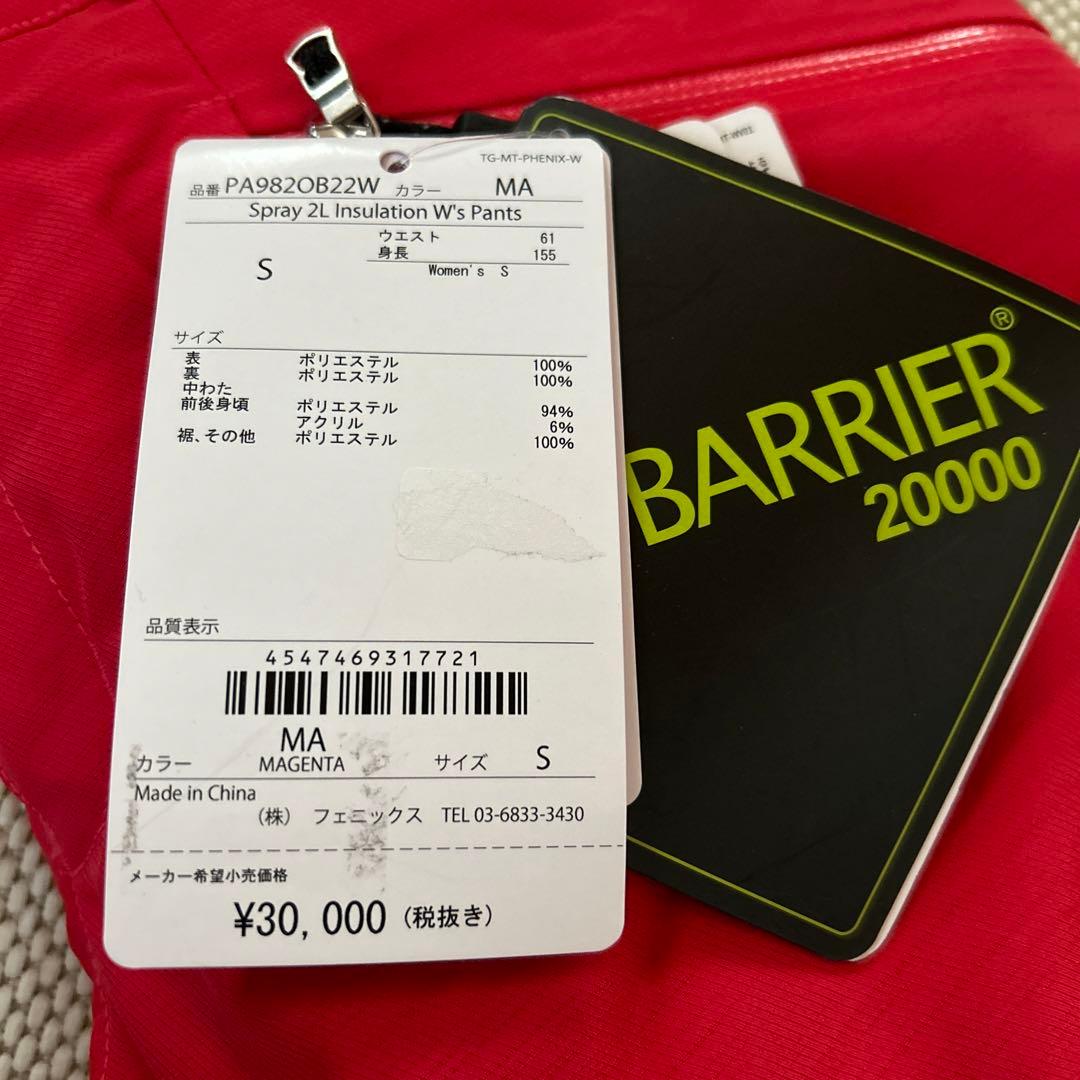 TG-MT-PHENIX-W
品番 PA982OB22W カラー MA
Spray 2L Insulation W's Pants
ウエスト 61
身長 155
S Women's S
サイズ
表 ポリエステル 100%
裏 ポリエステル 100%
中わた
前後身頃 ポリエステル 94%
アクリル 6%
裾、その他 ポリエステル 100%
品質表示
4547469317721
MA
カラー MAGENTA サイズ S
Made in China
(株) フェニックス TEL 03-6833-3430
メーカー希望小売価格
¥30,000 (税抜き)
BARRIER®
20000